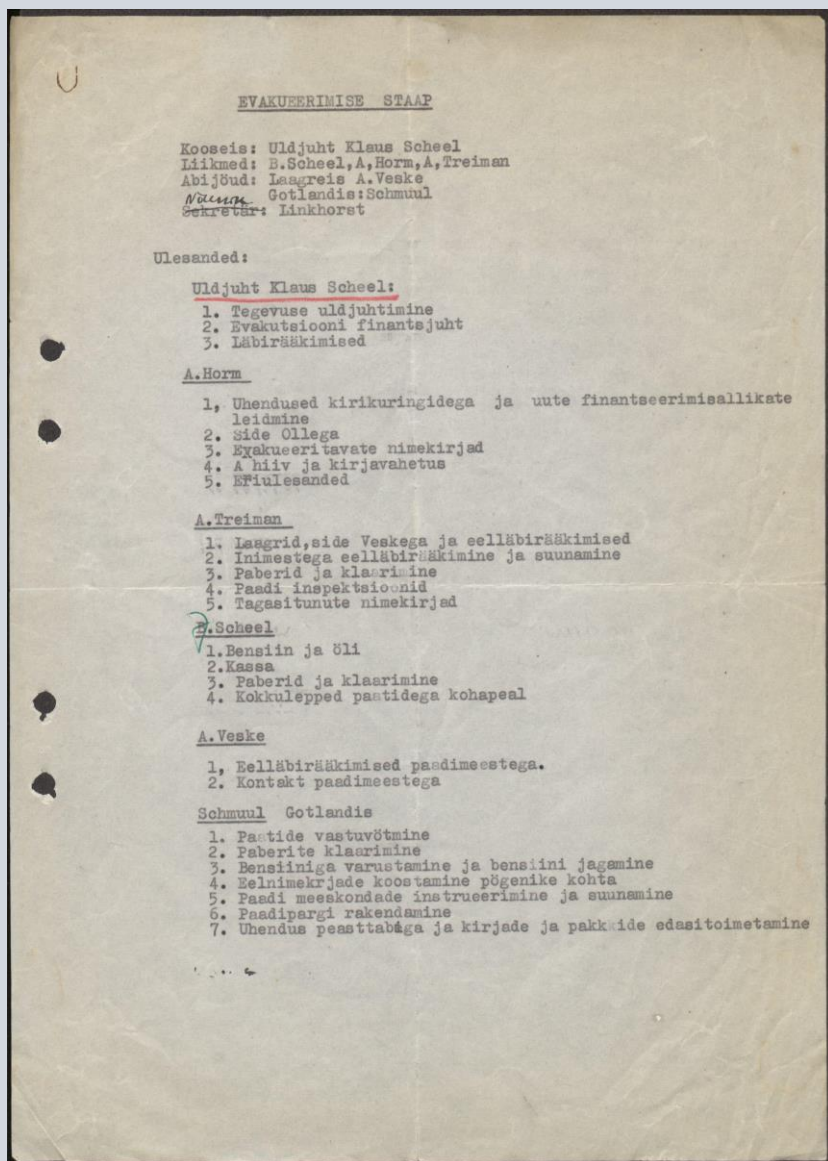 EVAKUEERIMISE STAAP
Kooseis: Uldjuht Klaus Scheel
Liikmed: B.Scheel,A,Horm,A,Treiman
Abijõud: Laagreis A.Veske
Gotlandis:Schmuul
Sekretär: Linkhorst
Ulesanded:
Uldjuht Klaus Scheel:
1. Tegevuse uldjuhtimine
2. Evakutsiooni finantsjuht
3. Läbirääkimised
A.Horm
1, Uhendused kirikuringidega ja uute finantseerimisallikate
leidmine
2. Side Ollega
3. Evakueeritavate nimekirjad
4. A hiiv ja kirjavahetus
5. Eriulesanded
A.Treiman
1. Laagrid,side Veskega ja eelläbirääkimised
2. Inimestega eelläbirääkimine ja suunamine
3. Paberid ja klaarimine
4. Paadi inspektsioonid
5. Tagasitunute nimekirjad
B.Scheel
1.Bensiin ja õli
2.Kassa
3. Paberid ja klaarimine
4. Kokkulepped paatidega kohapeal
A.Veske
1, Eelläbirääkimised paadimeestega.
2. Kontakt paadimeestega
Schmuul Gotlandis
1. Paatide vastuvõtmine
2. Paberite klaarimine
3. Bensiiniga varustamine ja bensiini jagamine
4. Eelnimekrjade koostamine põgenike kohta
5. Paadi meeskondade instrueerimine ja suunamine
6. Paadipargi rakendamine
7. Uhendus peasttabiga ja kirjade ja pakkide edasitoimetamine